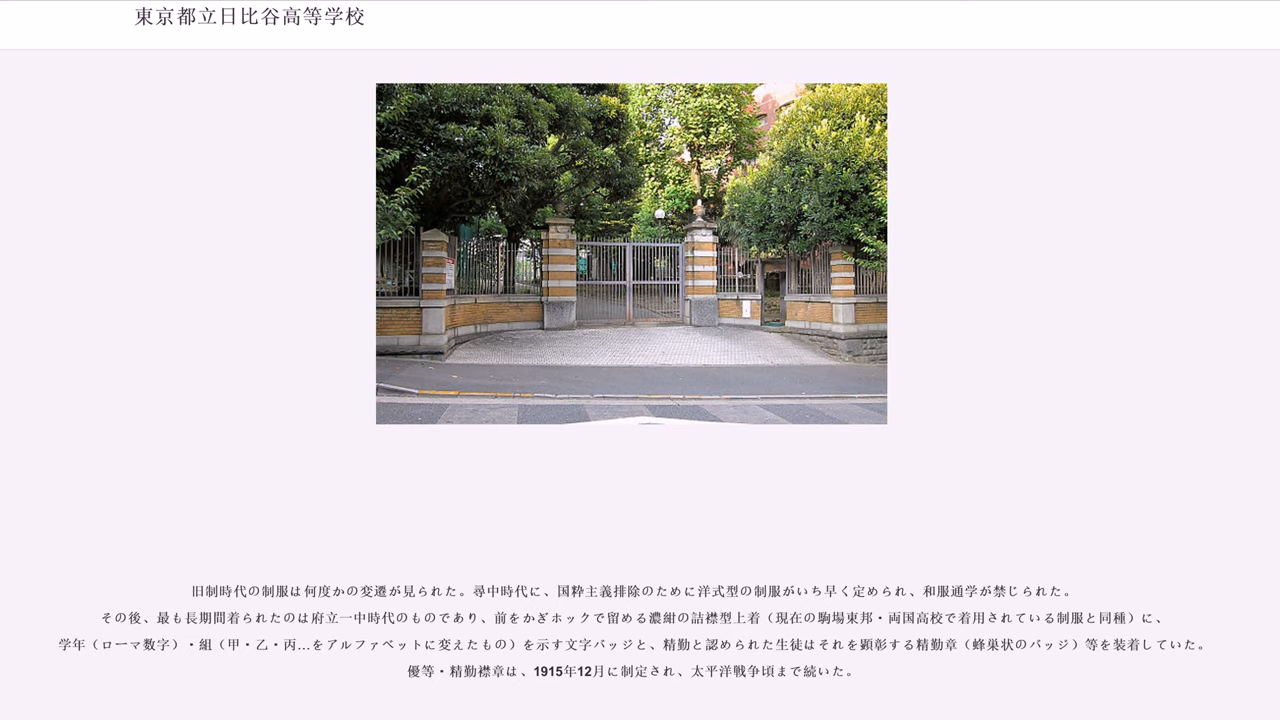 東京都立日比谷高等学校
旧制時代の制服は何度かの変遷が見られた。尋中時代に、国粋主義排除のために洋式型の制服がいち早く定められ、和服通学が禁じられた。
その後、最も長期間着られたのは府立一中時代のものであり、前をかぎホックで留める濃紺の詰襟型上着（現在の駒場東邦・両国高校で着用されている制服と同種）に、
学年（ローマ数字）・組（甲・乙・丙…をアルファベットに変えたもの）を示す文字バッジと、精勤と認められた生徒はそれを顕彰する精勤章（蜂巣状のバッジ）等を装着していた。
優等・精勤襟章は、1915年12月に制定され、太平洋戦争頃まで続いた。